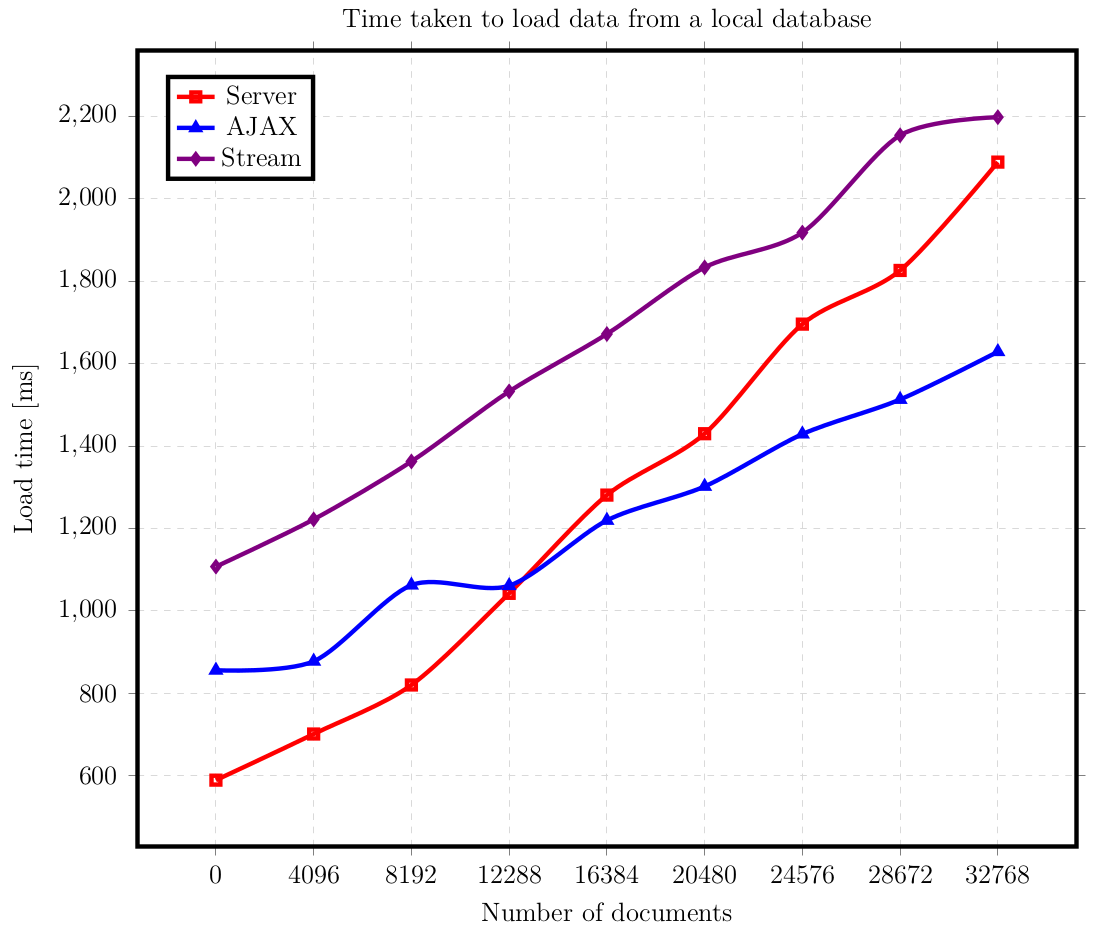 Time taken to load data from a local database
Server
AJAX
Stream
2,200
2,000
1,800
1,600
1,400
1,200
1,000
800
600
Load time [ms]
0 4096 8192 12288 16384 20480 24576 28672 32768
Number of documents